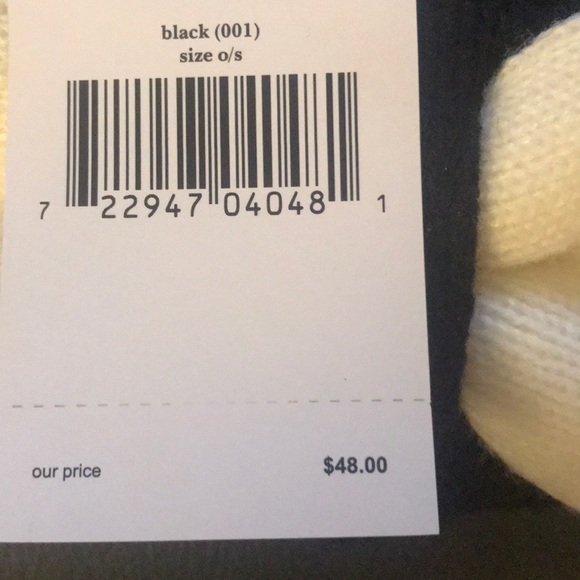 black (001)
size o/s
7 22947 04048 1
our price $48.00